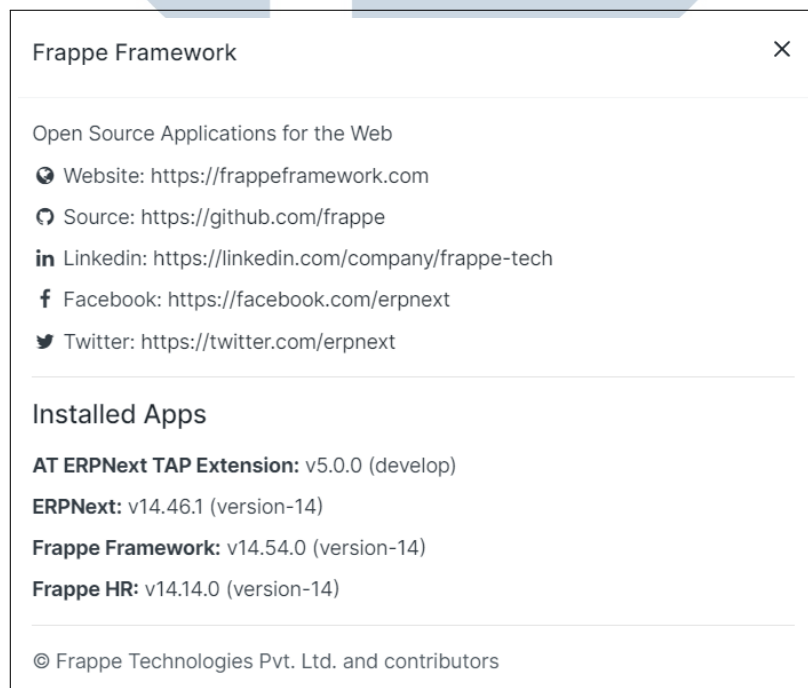 Frappe Framework
Open Source Applications for the Web
Website: https://frappeframework.com
Source: https://github.com/frappe
Linkedin: https://linkedin.com/company/frappe-tech
Facebook: https://facebook.com/erpnext
Twitter: https://twitter.com/erpnext
Installed Apps
AT ERPNext TAP Extension: v5.0.0 (develop)
ERPNext: v14.46.1 (version-14)
Frappe Framework: v14.54.0 (version-14)
Frappe HR: v14.14.0 (version-14)
© Frappe Technologies Pvt. Ltd. and contributors